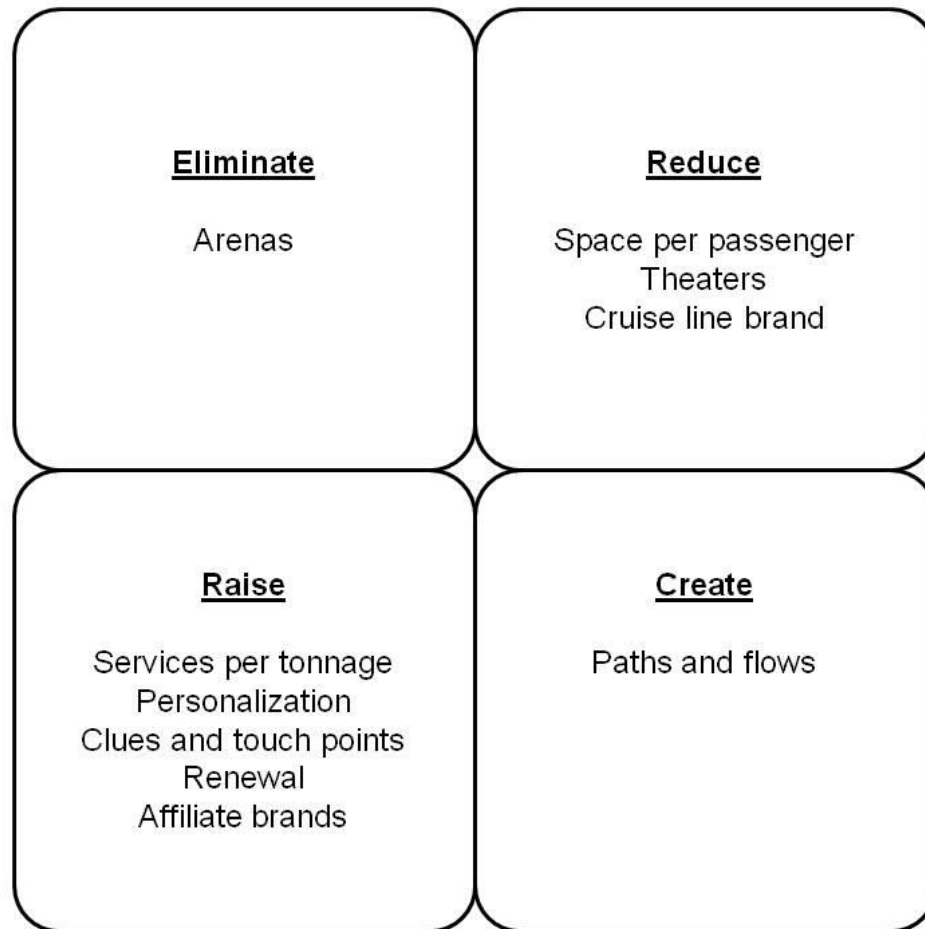 Eliminate
Arenas
Reduce
Space per passenger
Theaters
Cruise line brand
Raise
Services per tonnage
Personalization
Clues and touch points
Renewal
Affiliate brands
Create
Paths and flows